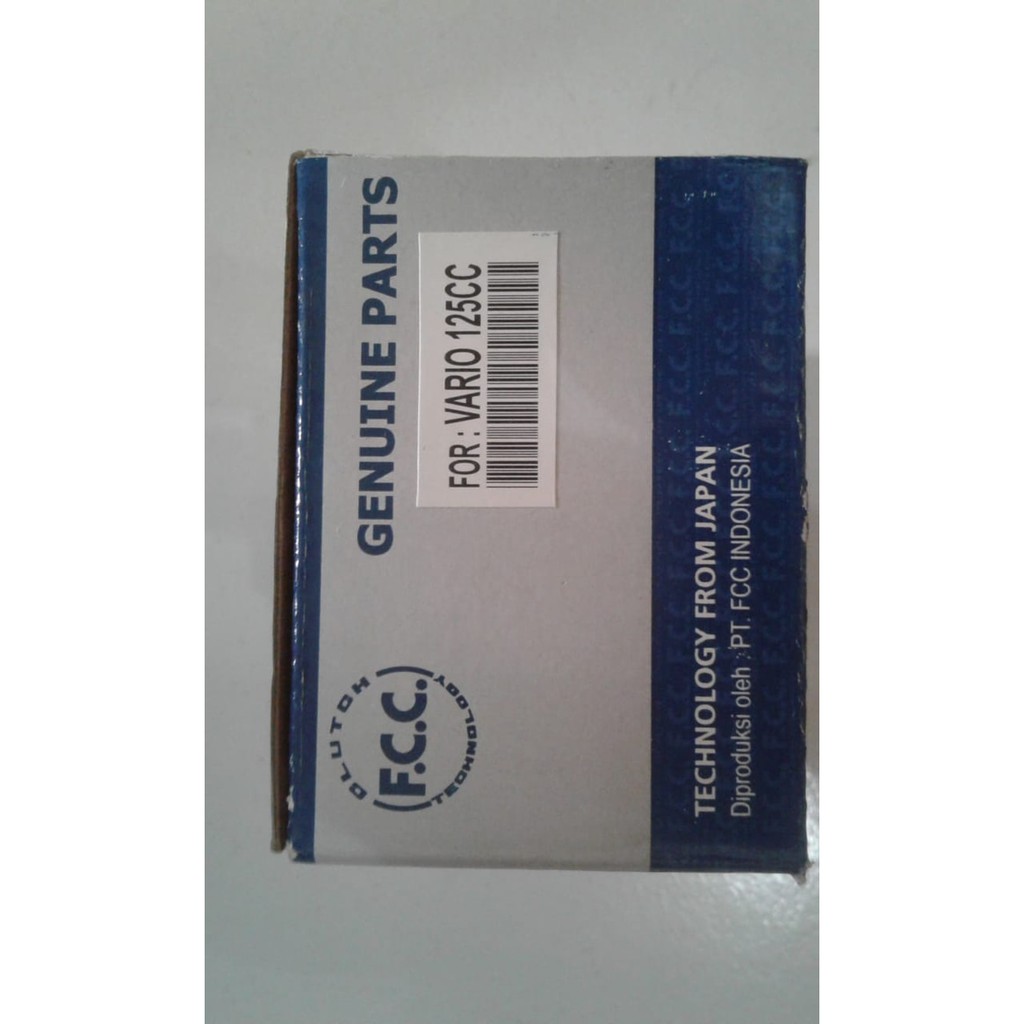 CLUTCH
F.C.C.
TECHNOLOGY
GENUINE PARTS
FOR : VARIO 125CC
TECHNOLOGY FROM JAPAN
Diproduksi oleh : PT. FCC INDONESIA
F.C.C. F.C.C. F.C.C. F.C.C.